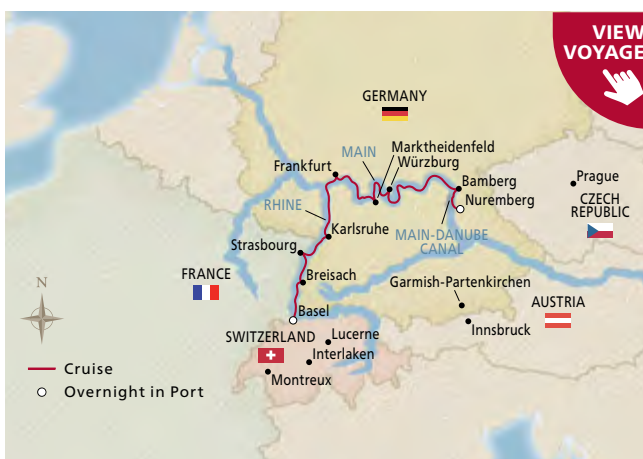 VIEW
VOYAGE
GERMANY
MAIN
Marktheidenfeld
Würzburg
Frankfurt
Bamberg
Nuremberg
Prague
CZECH
REPUBLIC
RHINE
Karlsruhe
MAIN-DANUBE
CANAL
Strasbourg
FRANCE
Breisach
Garmish-Partenkirchen
AUSTRIA
N
Basel
Innsbruck
SWITZERLAND
Lucerne
Interlaken
Montreux
Cruise
Overnight in Port